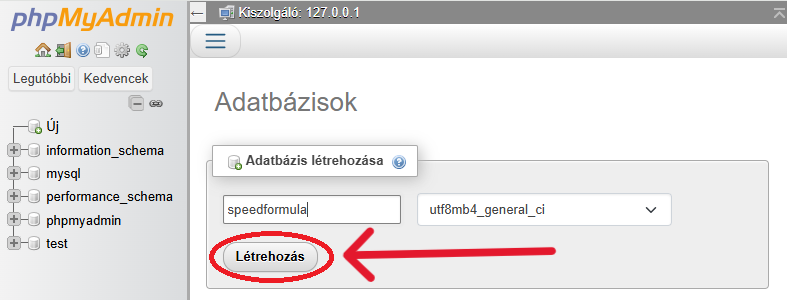 phpMyAdmin
Legutóbbi Kedvencek
Új
information_schema
mysql
performance_schema
phpmyadmin
test
Kiszolgáló: 127.0.0.1
Adatbázisok
Adatbázis létrehozása
speedformula utf8mb4_general_ci
Létrehozás